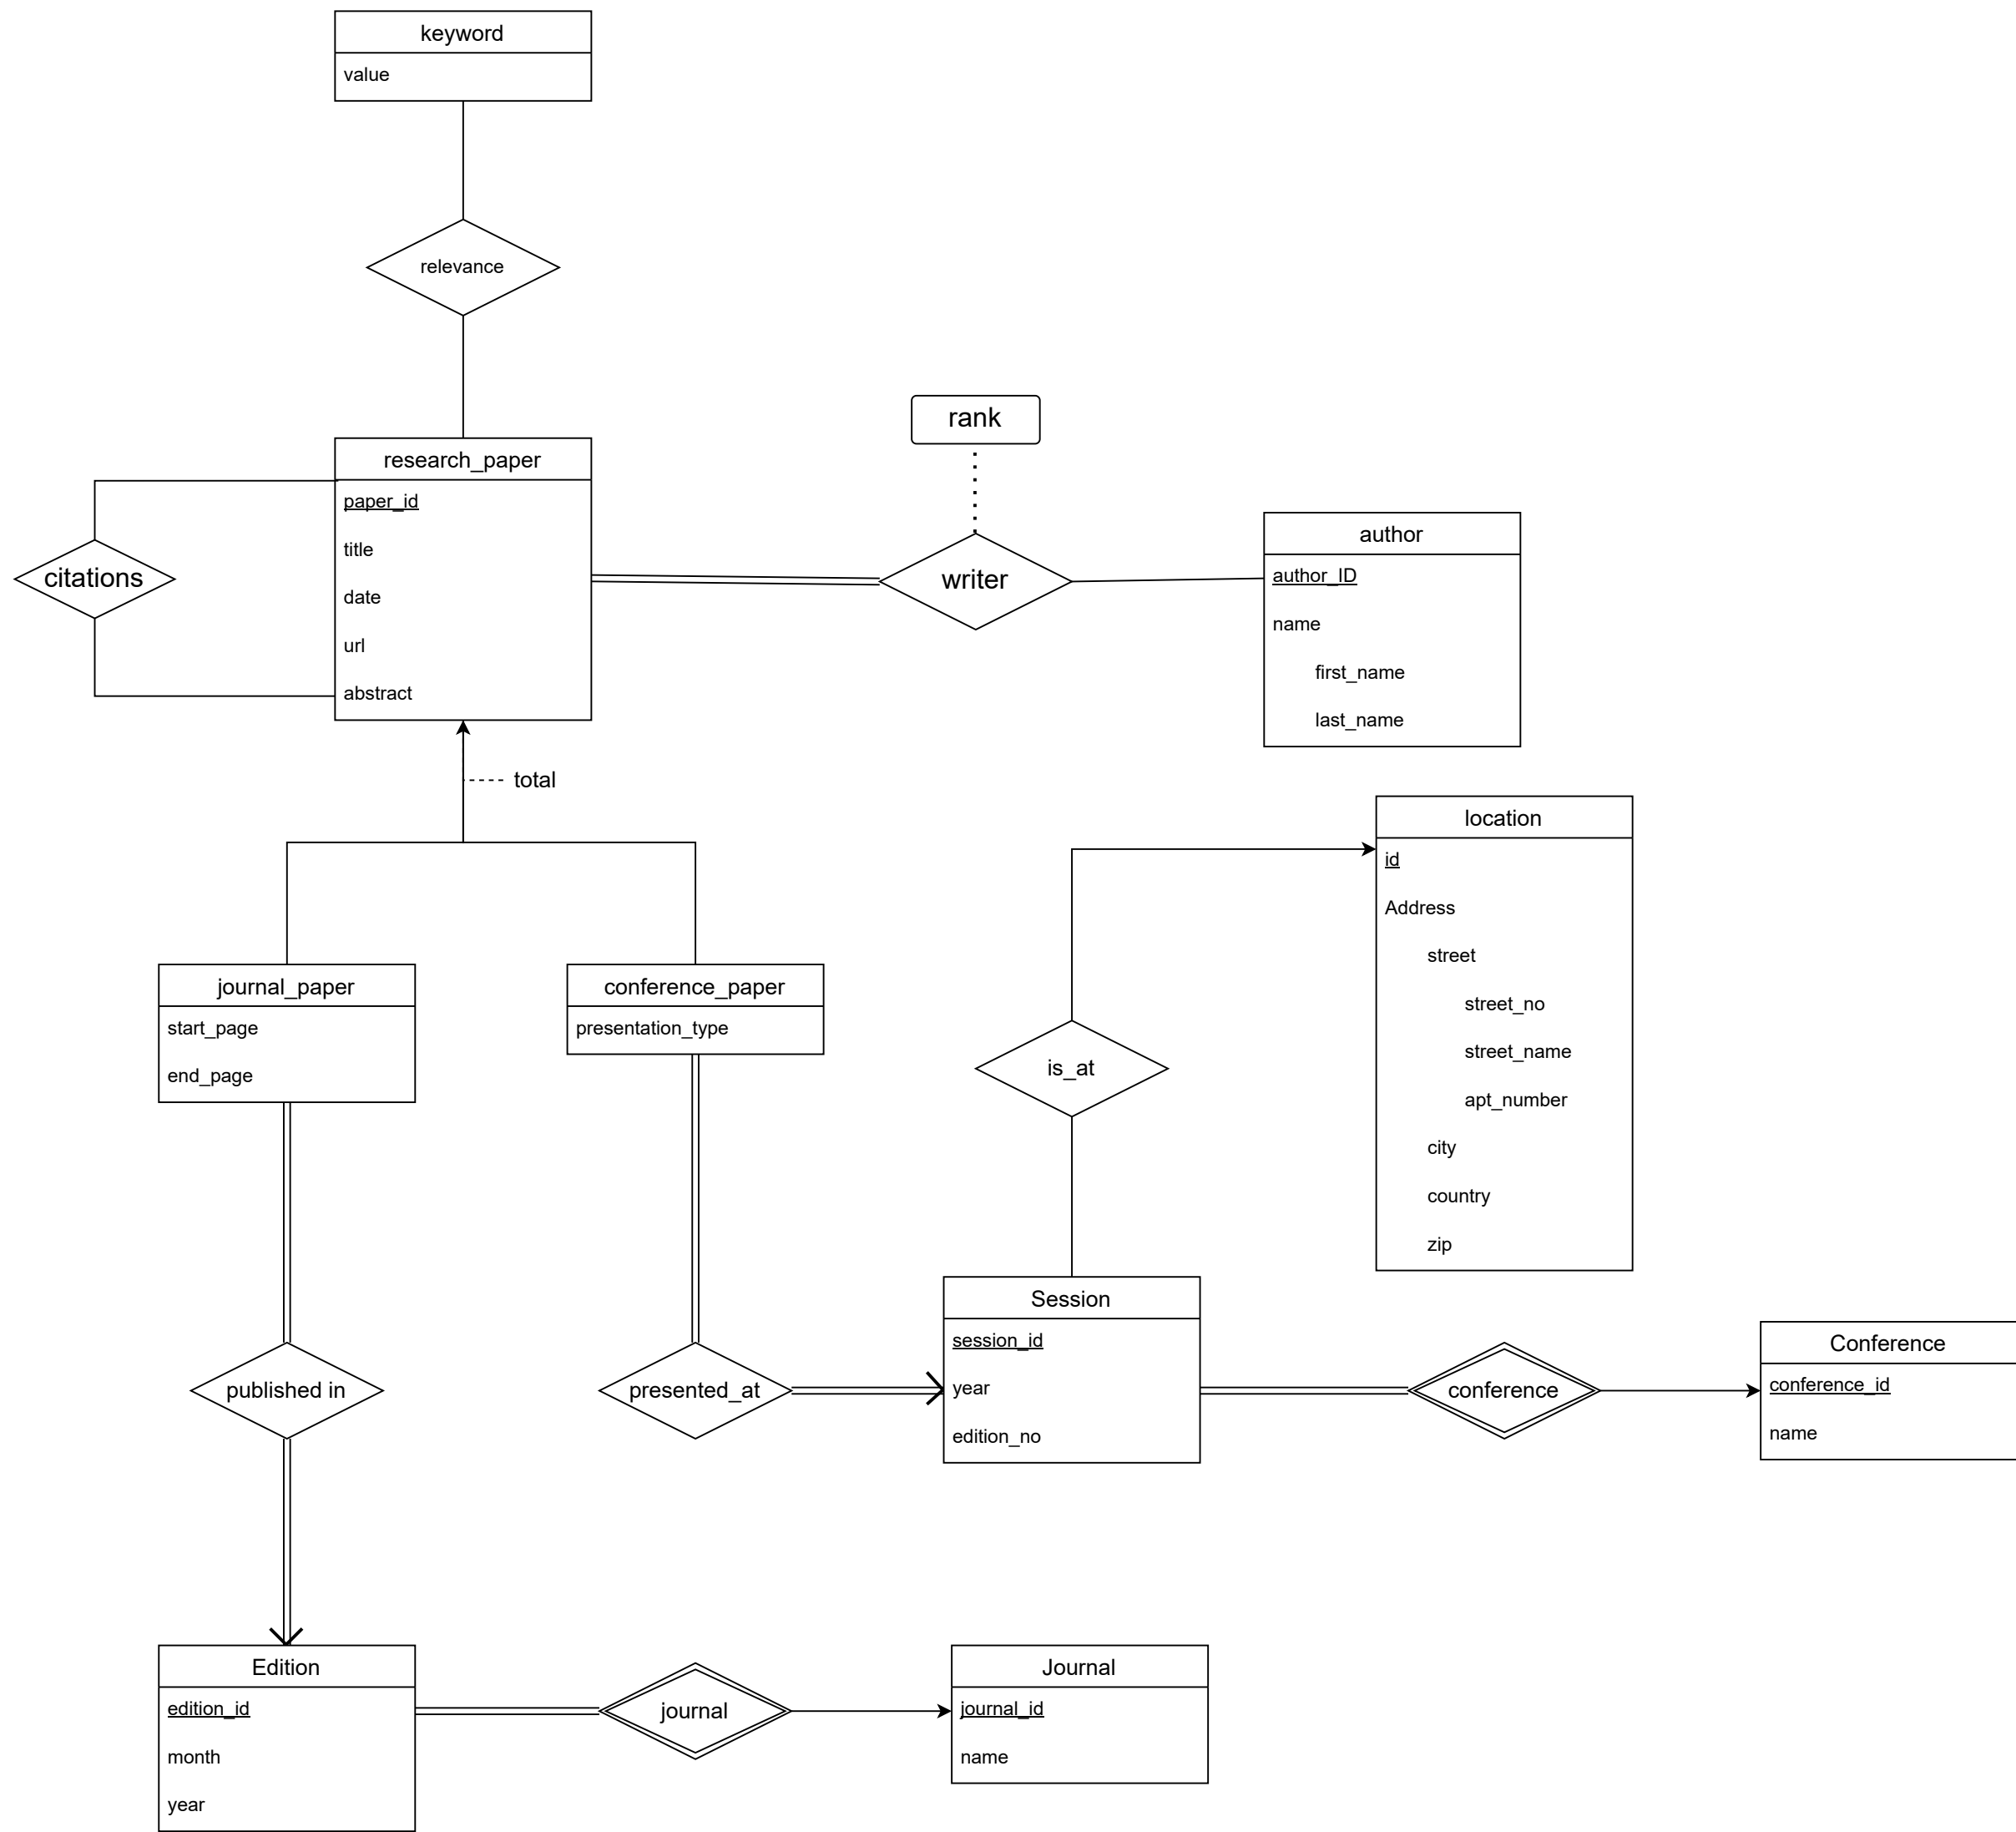 keyword
value
relevance
rank
research_paper
paper_id
title
date
url
abstract
citations
writer
author
author_ID
name
first_name
last_name
total
location
id
Address
street
street_no
street_name
apt_number
city
country
zip
journal_paper
start_page
end_page
conference_paper
presentation_type
is_at
Session
session_id
year
edition_no
conference
Conference
conference_id
name
published in
presented_at
Edition
edition_id
month
year
journal
Journal
journal_id
name